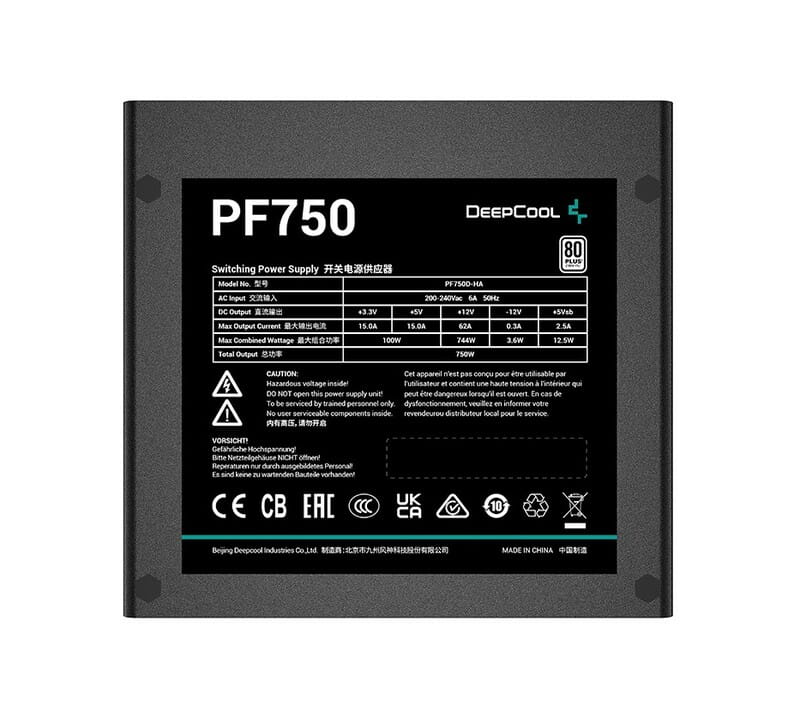 PF750
DEEPCOOL
80
PLUS
Switching Power Supply 开关电源供应器
Model No. 型号 PF750D-HA
AC Input 交流输入 200-240Vac 6A 50Hz
DC Output 直流输出 +3.3V +5V +12V -12V +5Vsb
Max Output Current 最大输出电流 15.0A 15.0A 62A 0.3A 2.5A
Max Combined Wattage 最大组合功率 100W 744W 3.6W 12.5W
Total Output 总功率 750W
CAUTION:
Hazardous voltage inside!
DO NOT open this power supply unit!
To be serviced by trained personnel only.
No user serviceable components inside.
内有高压, 请勿开启
Cet appareil n'est pas conçu pour être utilisable par
l'utilisateur et contient une haute tension à l'intérieur qui
peut être dangereux lorsqu'il est ouvert. En cas de
dysfonctionnement, veuillez en informer votre
revendeurou distributeur local pour le service.
VORSICHT!
Gefährliche Hochspannung!
Bitte Netzteilgehäuse NICHT öffnen!
Reperaturen nur durch ausgebildetes Personal!
Es sind keine zu wartenden Bauteile vorhanden!
CE CB EAC CCC UK CA 10
Beijing Deepcool Industries Co.,Ltd. 制造商:北京市九州风神科技股份有限公司
MADE IN CHINA 中国制造